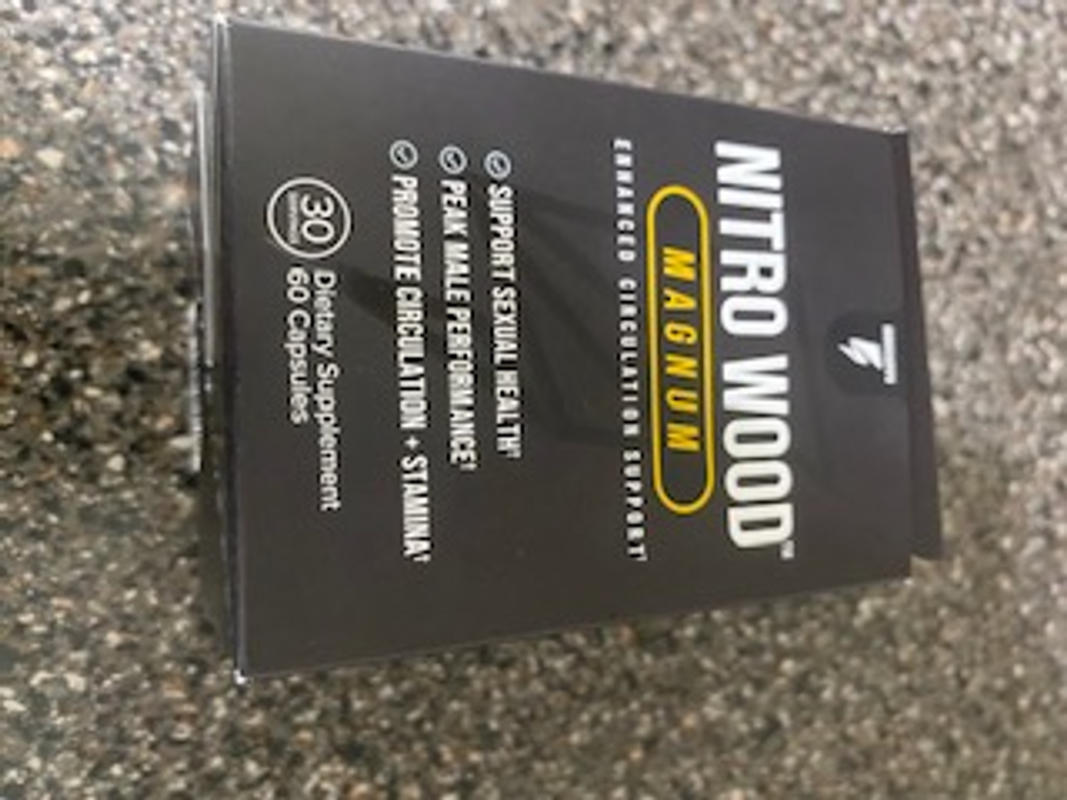 NITRO WOOD™
MAGNUM
ENHANCED CIRCULATION SUPPORT†
SUPPORT SEXUAL HEALTH†
PEAK MALE PERFORMANCE†
PROMOTE CIRCULATION + STAMINA†
30
Dietary Supplement
60 Capsules